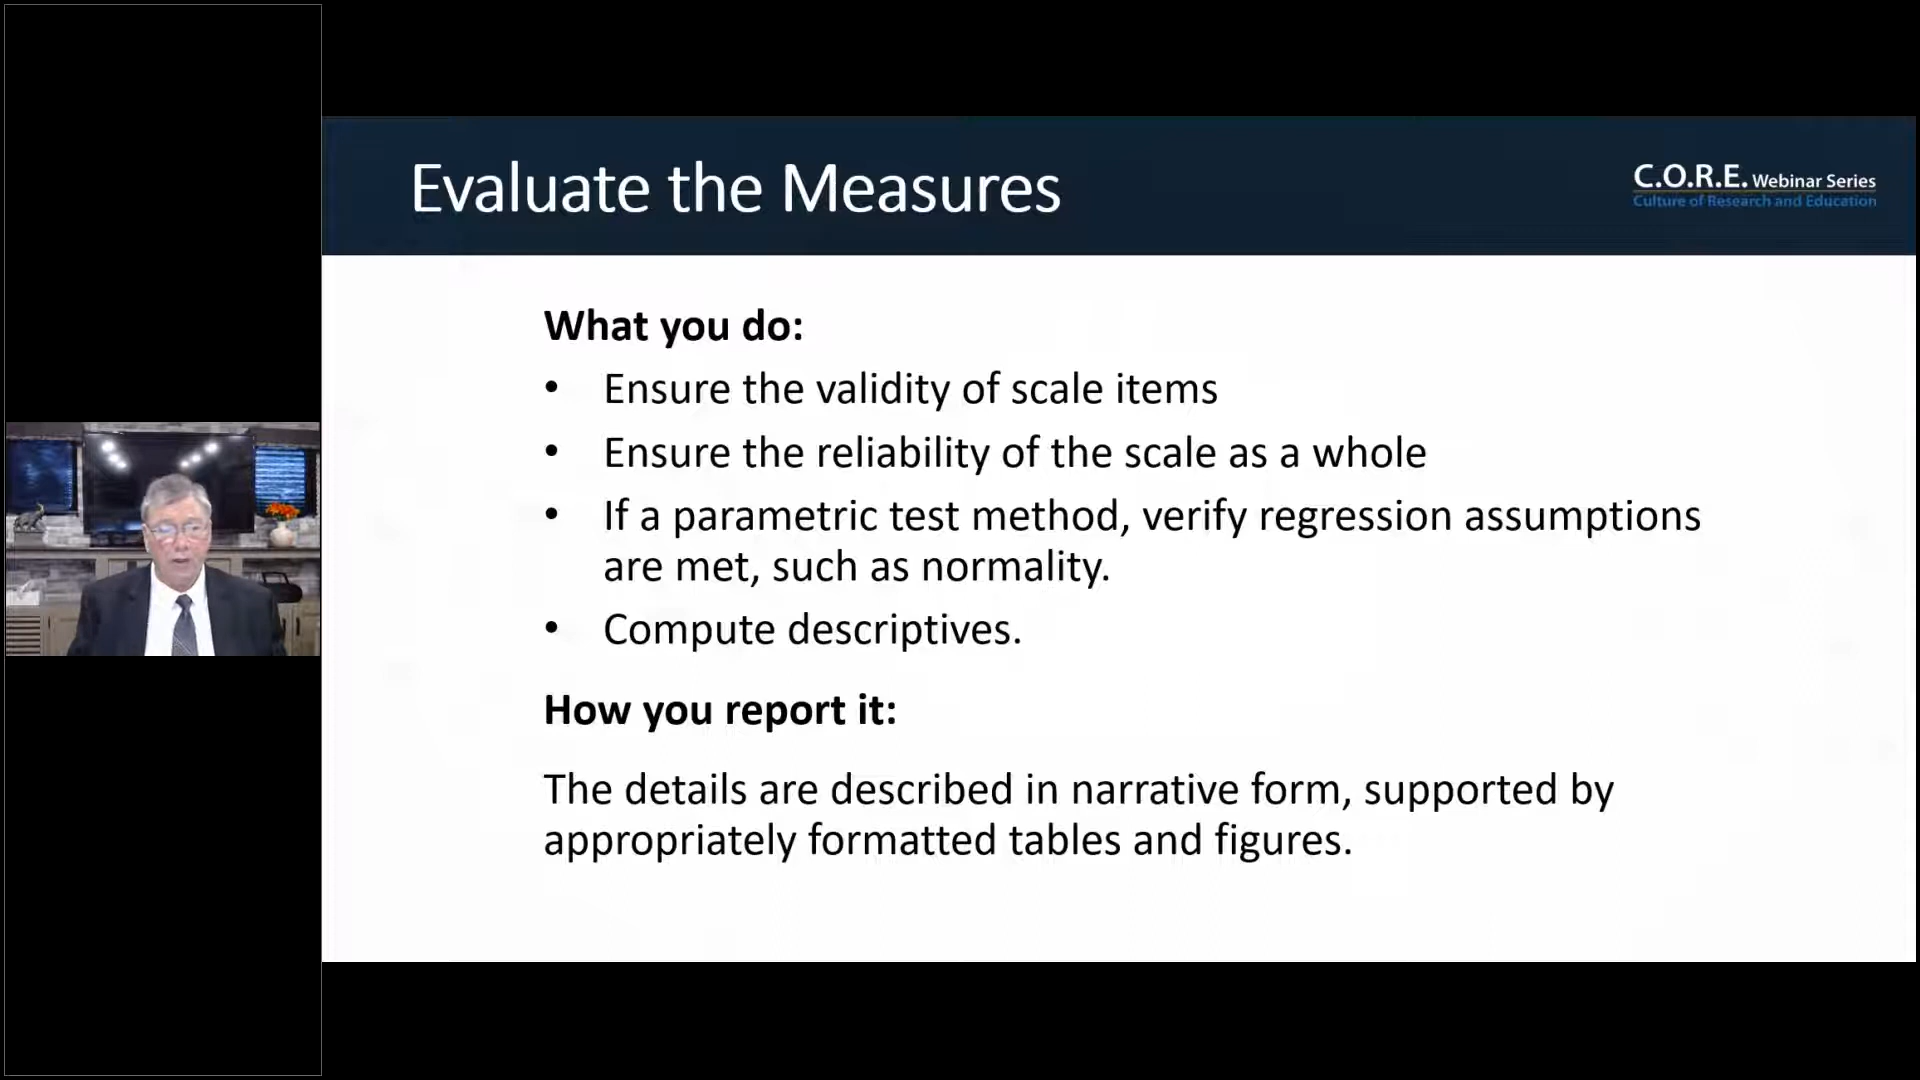 Evaluate the Measures
C.O.R.E. Webinar Series
Culture of Research and Education
What you do:
• Ensure the validity of scale items
• Ensure the reliability of the scale as a whole
• If a parametric test method, verify regression assumptions
are met, such as normality.
• Compute descriptives.
How you report it:
The details are described in narrative form, supported by
appropriately formatted tables and figures.